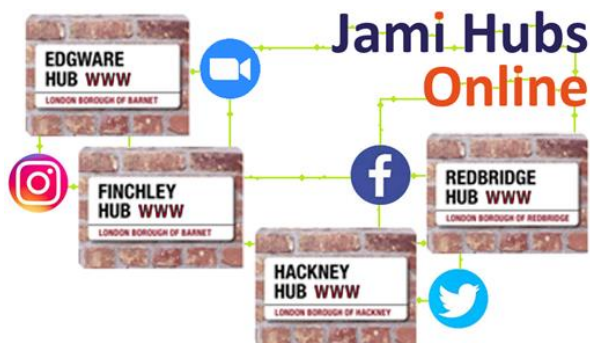 Jami Hubs
Online
EDGWARE
HUB WWW
LONDON BOROUGH OF BARNET
FINCHLEY
HUB WWW
LONDON BOROUGH OF BARNET
REDBRIDGE
HUB WWW
LONDON BOROUGH OF REDBRIDGE
HACKNEY
HUB WWW
LONDON BOROUGH OF HACKNEY